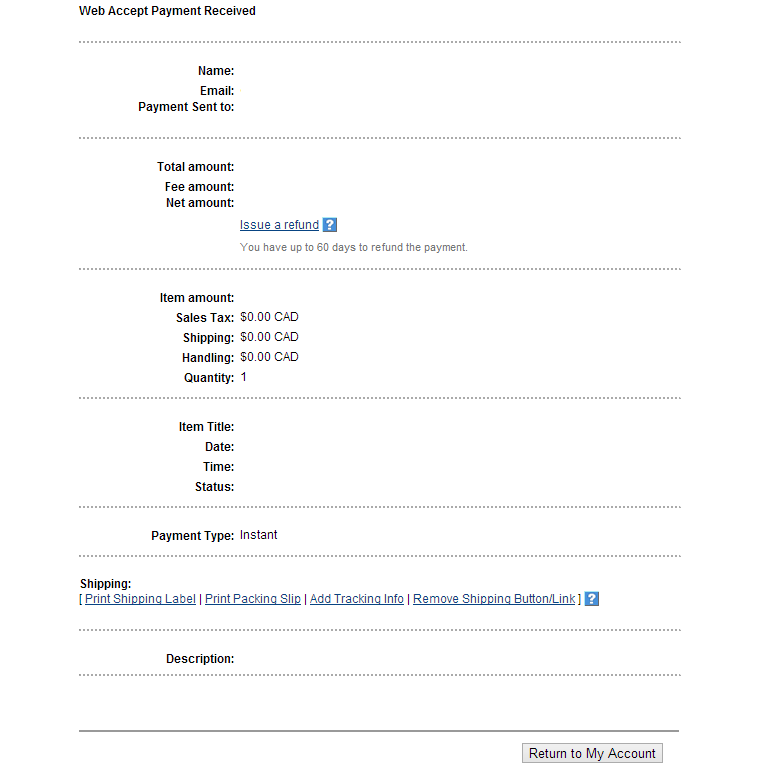 Web Accept Payment Received
Name:
Email:
Payment Sent to:
Total amount:
Fee amount:
Net amount:
Issue a refund ?
You have up to 60 days to refund the payment.
Item amount:
Sales Tax: $0.00 CAD
Shipping: $0.00 CAD
Handling: $0.00 CAD
Quantity: 1
Item Title:
Date:
Time:
Status:
Payment Type: Instant
Shipping:
[ Print Shipping Label | Print Packing Slip | Add Tracking Info | Remove Shipping Button/Link ] ?
Description:
Return to My Account